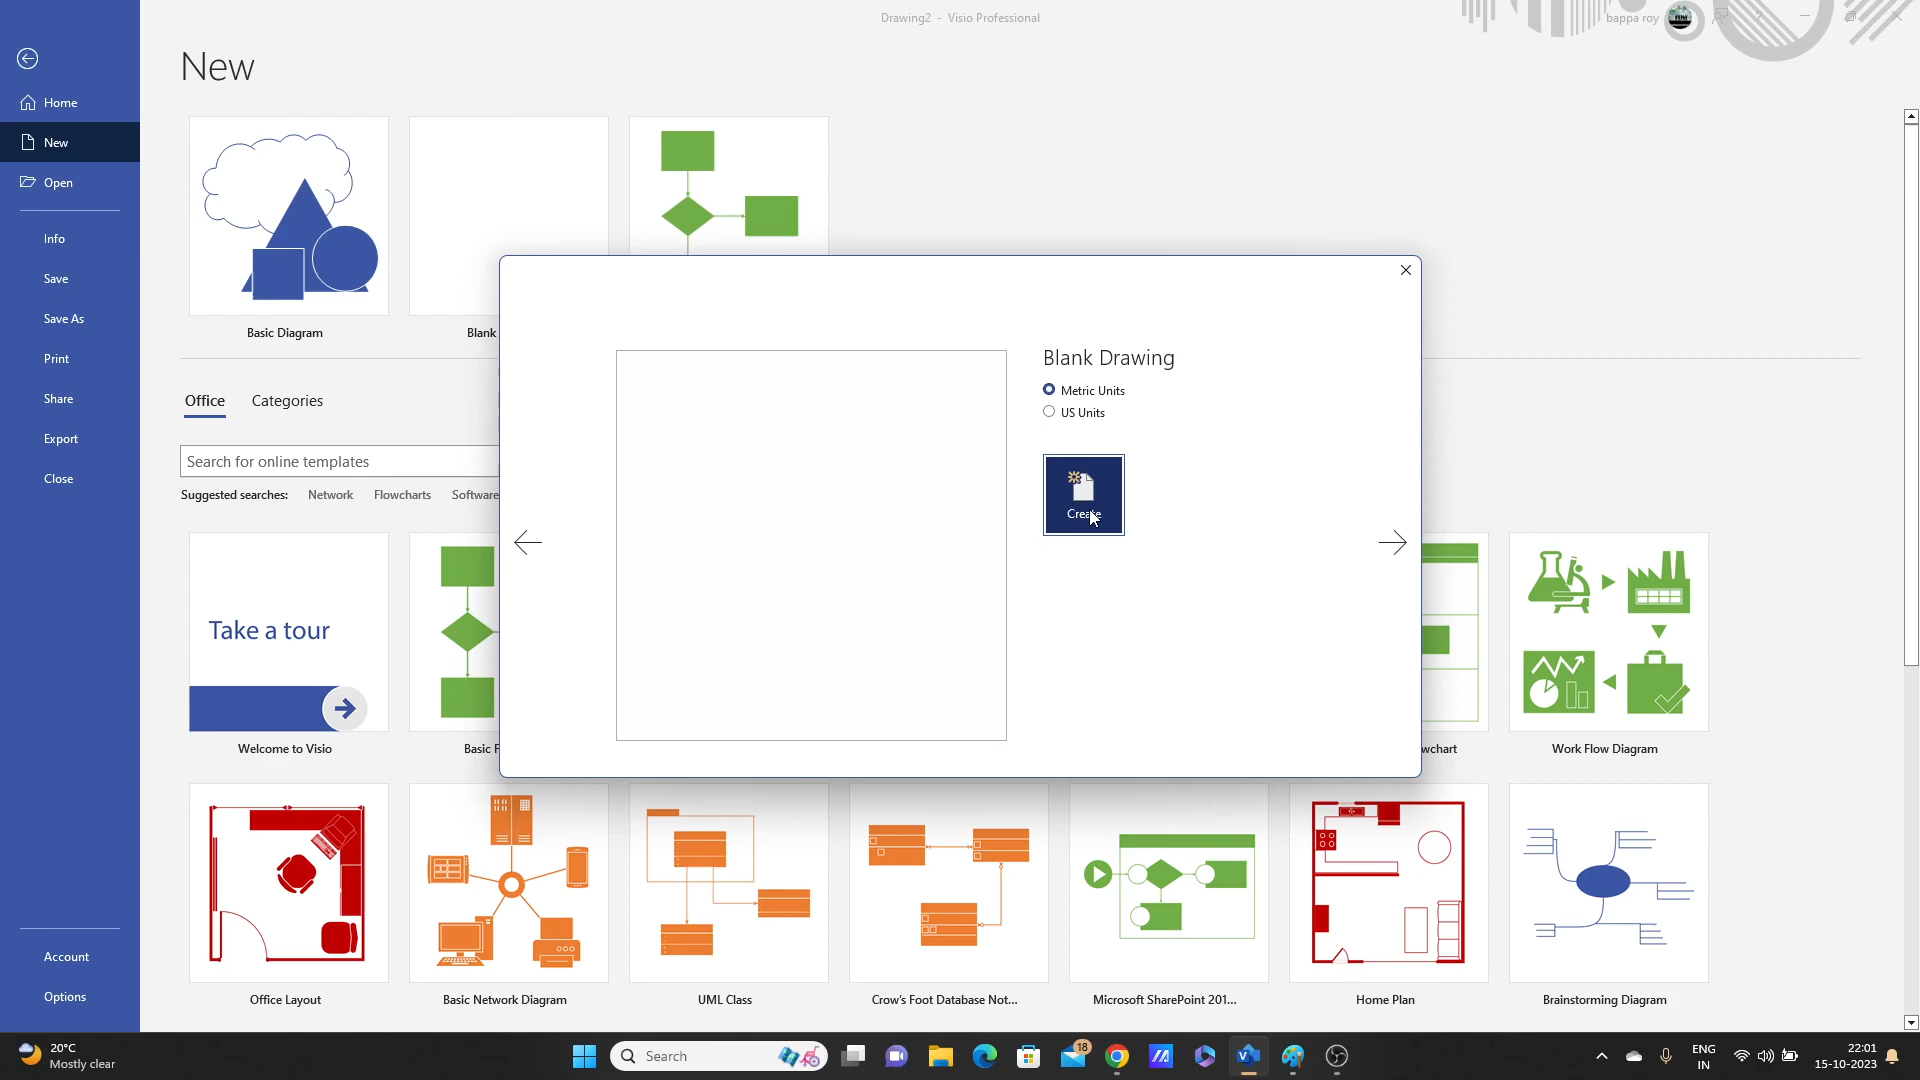 Drawing2 - Visio Professional
bappa roy
New
Home
New
Open
Info
Save
Save As
Print
Share
Export
Close
Account
Options
Basic Diagram
Blank
Office
Categories
Search for online templates
Suggested searches:
Network
Flowcharts
Software
Blank Drawing
Metric Units
US Units
Create
Take a tour
Welcome to Visio
Basic F
wchart
Work Flow Diagram
Office Layout
Basic Network Diagram
UML Class
Crow's Foot Database Not...
Microsoft SharePoint 201...
Home Plan
Brainstorming Diagram
20°C
Mostly clear
Search
18
ENG
IN
22:01
15-10-2023